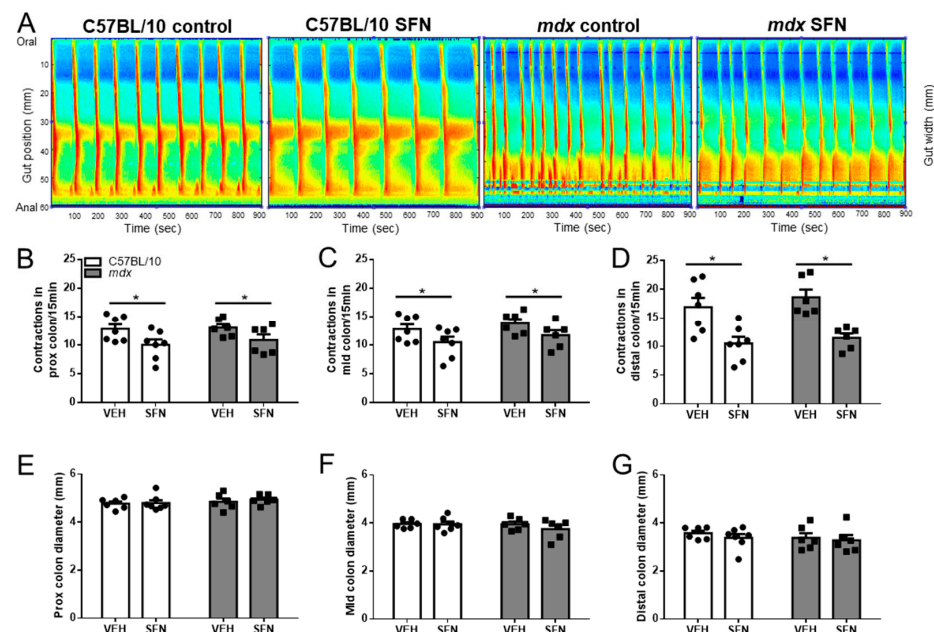 A
C57BL/10 control
C57BL/10 SFN
mdx control
mdx SFN
Oral
10
20
30
40
50
Anal 60
Gut position (mm)
Gut width (mm)
100 200 300 400 500 600 700 800 900
100 200 300 400 500 600 700 800 900
100 200 300 400 500 600 700 800 900
100 200 300 400 500 600 700 800 900
Time (sec)
Time (sec)
Time (sec)
Time (sec)
B
C57BL/10
mdx
Contractions in
prox colon/15min
25
20
15
10
5
0
*
*
VEH SFN VEH SFN
C
Contractions in
mid colon/15min
25
20
15
10
5
0
*
*
VEH SFN VEH SFN
D
Contractions in
distal colon/15min
25
20
15
10
5
0
*
*
VEH SFN VEH SFN
E
Prox colon diameter (mm)
6
4
2
0
VEH SFN VEH SFN
F
Mid colon diameter (mm)
6
4
2
0
VEH SFN VEH SFN
G
Distal colon diameter (mm)
6
4
2
0
VEH SFN VEH SFN